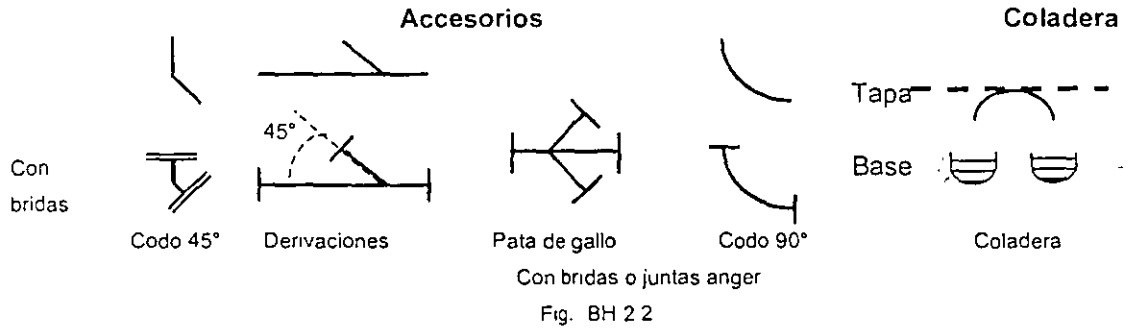 Accesorios
Coladera
45°
Tapa
Con
bridas
Base
Codo 45°
Derivaciones
Pata de gallo
Codo 90°
Coladera
Con bridas o juntas anger
Fig. BH 2 2